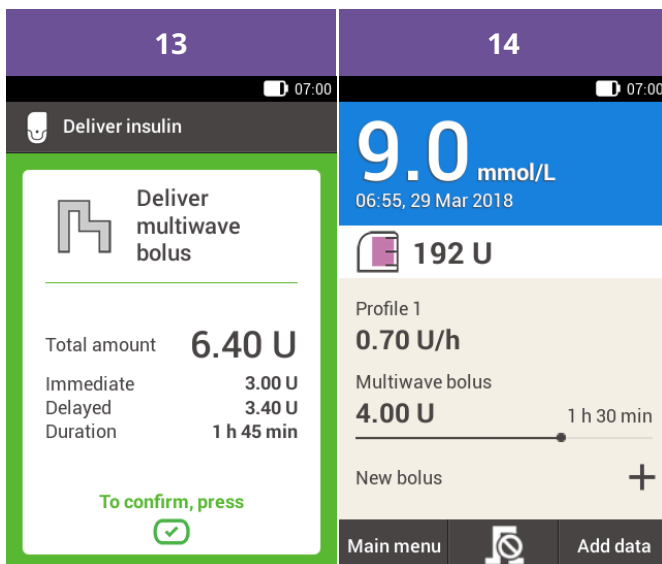 13
07:00
Deliver insulin
Deliver
multiwave
bolus
Total amount 6.40 U
Immediate 3.00 U
Delayed 3.40 U
Duration 1 h 45 min
To confirm, press
14
07:00
9.0 mmol/L
06:55, 29 Mar 2018
192 U
Profile 1
0.70 U/h
Multiwave bolus
4.00 U 1 h 30 min
New bolus +
Main menu Add data